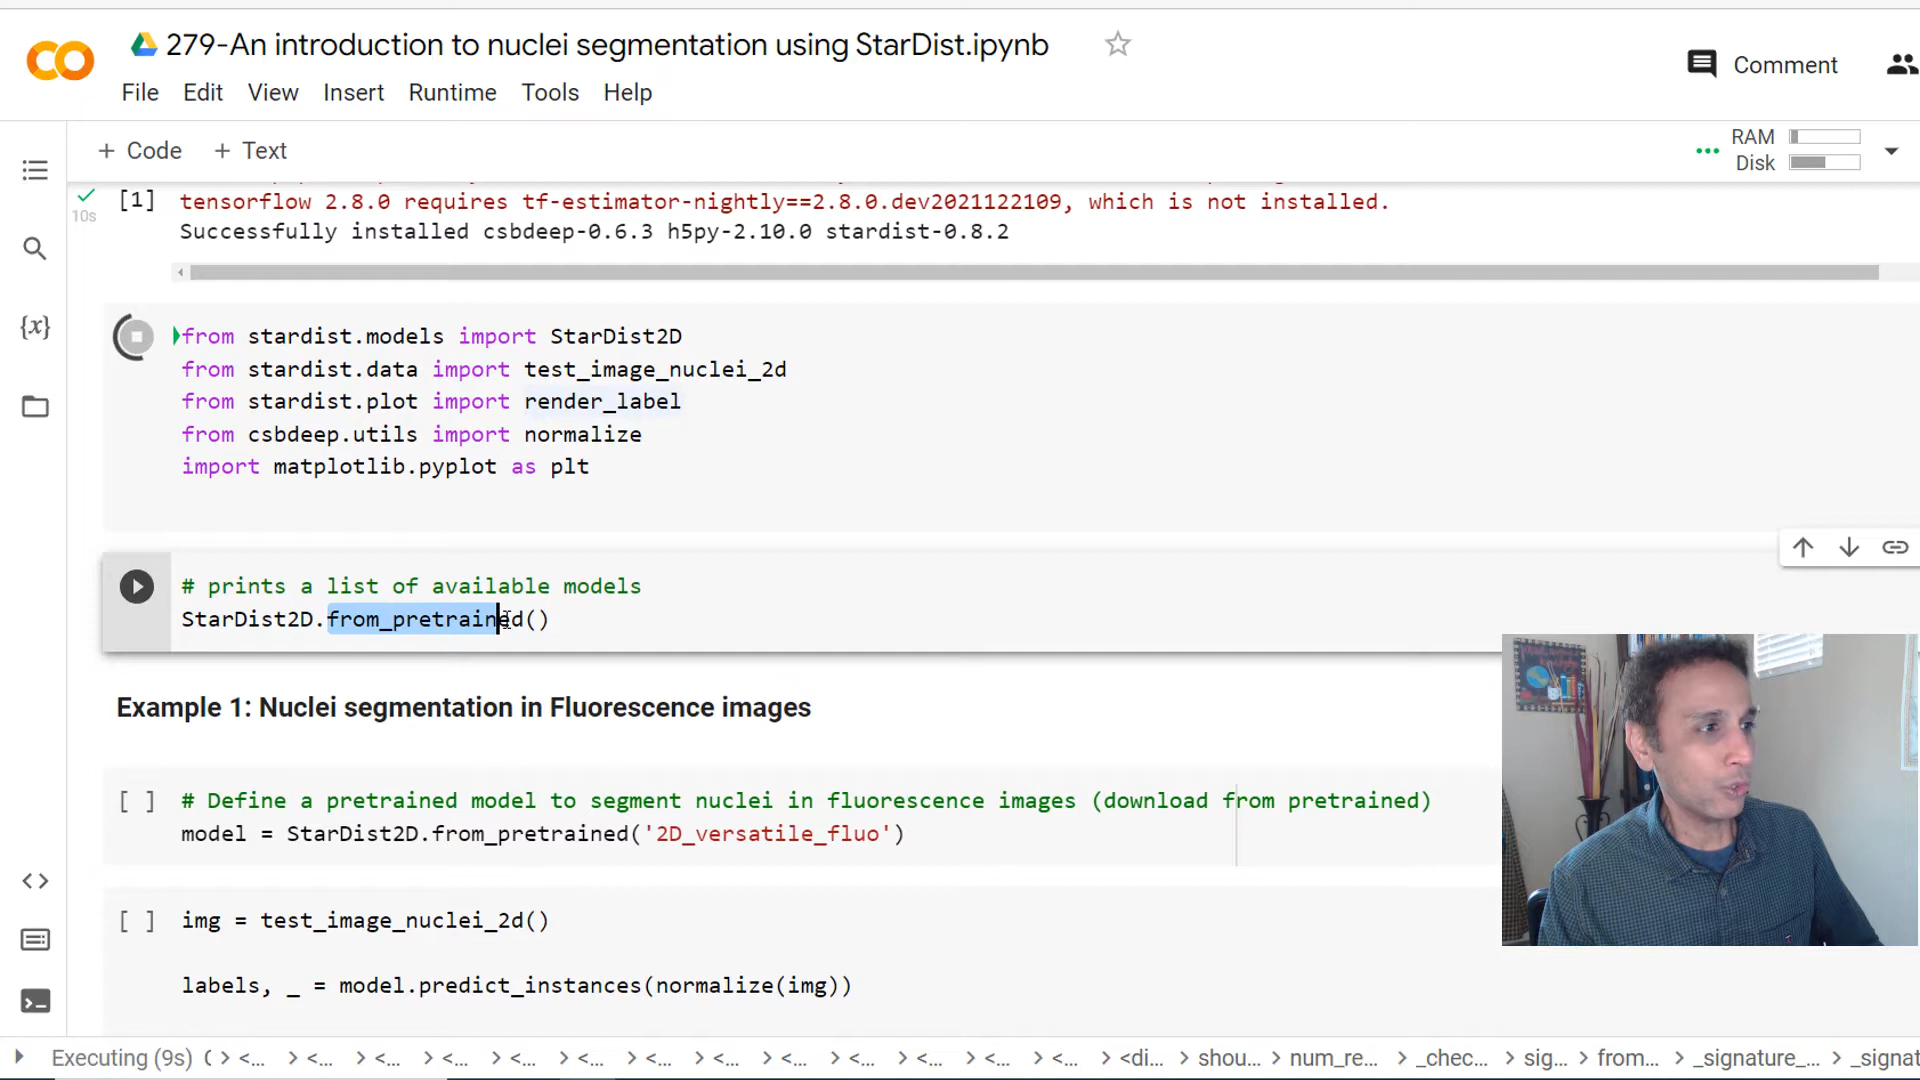 279-An introduction to nuclei segmentation using StarDist.ipynb
Comment
File Edit View Insert Runtime Tools Help
+ Code + Text
RAM
Disk
[1]
10s
tensorflow 2.8.0 requires tf-estimator-nightly==2.8.0.dev2021122109, which is not installed.
Successfully installed csbdeep-0.6.3 h5py-2.10.0 stardist-0.8.2
from stardist.models import StarDist2D
from stardist.data import test_image_nuclei_2d
from stardist.plot import render_label
from csbdeep.utils import normalize
import matplotlib.pyplot as plt
# prints a list of available models
StarDist2D.from_pretrained()
Example 1: Nuclei segmentation in Fluorescence images
[ ] # Define a pretrained model to segment nuclei in fluorescence images (download from pretrained)
model = StarDist2D.from_pretrained('2D_versatile_fluo')
[ ] img = test_image_nuclei_2d()
labels, _ = model.predict_instances(normalize(img))
Executing (9s) > <... > <... > <... > <... > <... > <... > <... > <... > <... > <... > <... > <... > <... > <di... > shou... > num_re... > _chec... > sig... > from... > _signature_... > _signat